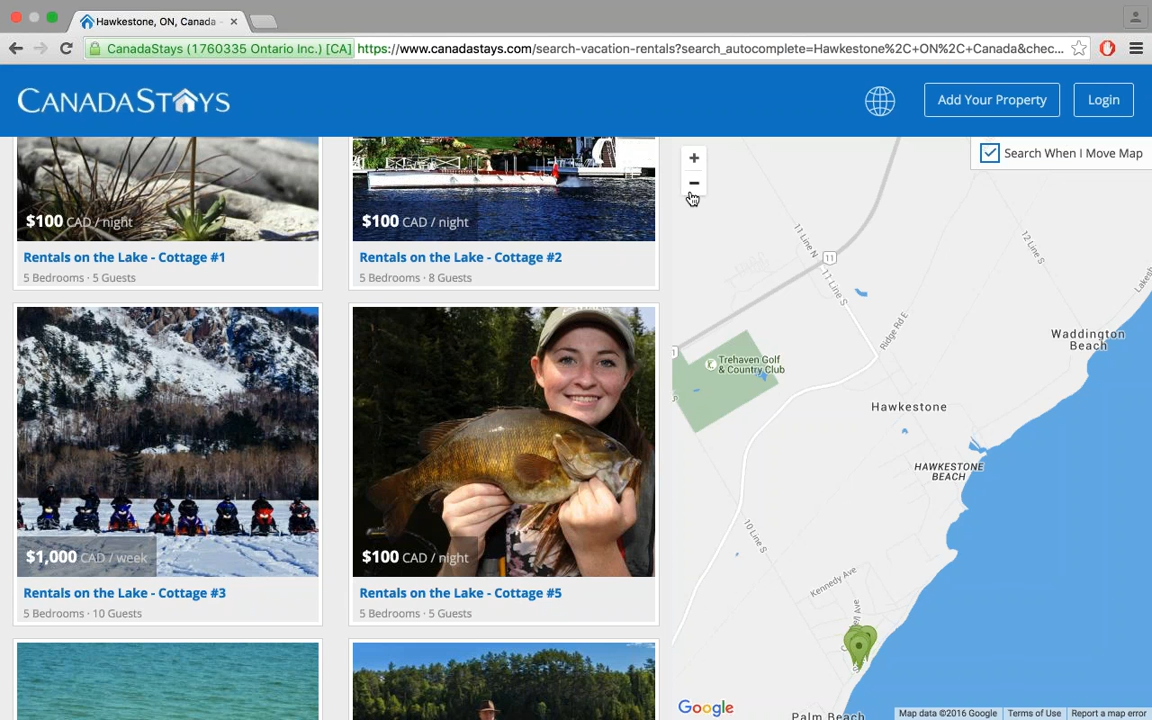 Hawkestone, ON, Canada
CanadaStays (1760335 Ontario Inc.) [CA] https://www.canadastays.com/search-vacation-rentals?search_autocomplete=Hawkestone%2C+ON%2C+Canada&chec...
CANADASTAYS
Add Your Property
Login
$100 CAD / night
$100 CAD / night
Rentals on the Lake - Cottage #1
Rentals on the Lake - Cottage #2
5 Bedrooms · 5 Guests
5 Bedrooms · 8 Guests
$1,000 CAD / week
$100 CAD / night
Rentals on the Lake - Cottage #3
Rentals on the Lake - Cottage #5
5 Bedrooms · 10 Guests
5 Bedrooms · 5 Guests
+
−
Search When I Move Map
11 Line N
11
11 Line S
12 Line S
Ridge Rd E
Waddington
Beach
Trehaven Golf
& Country Club
Hawkestone
HAWKESTONE
BEACH
10 Line S
Kennedy Ave
Palm Beach
Google
Map data ©2016 Google
Terms of Use
Report a map error